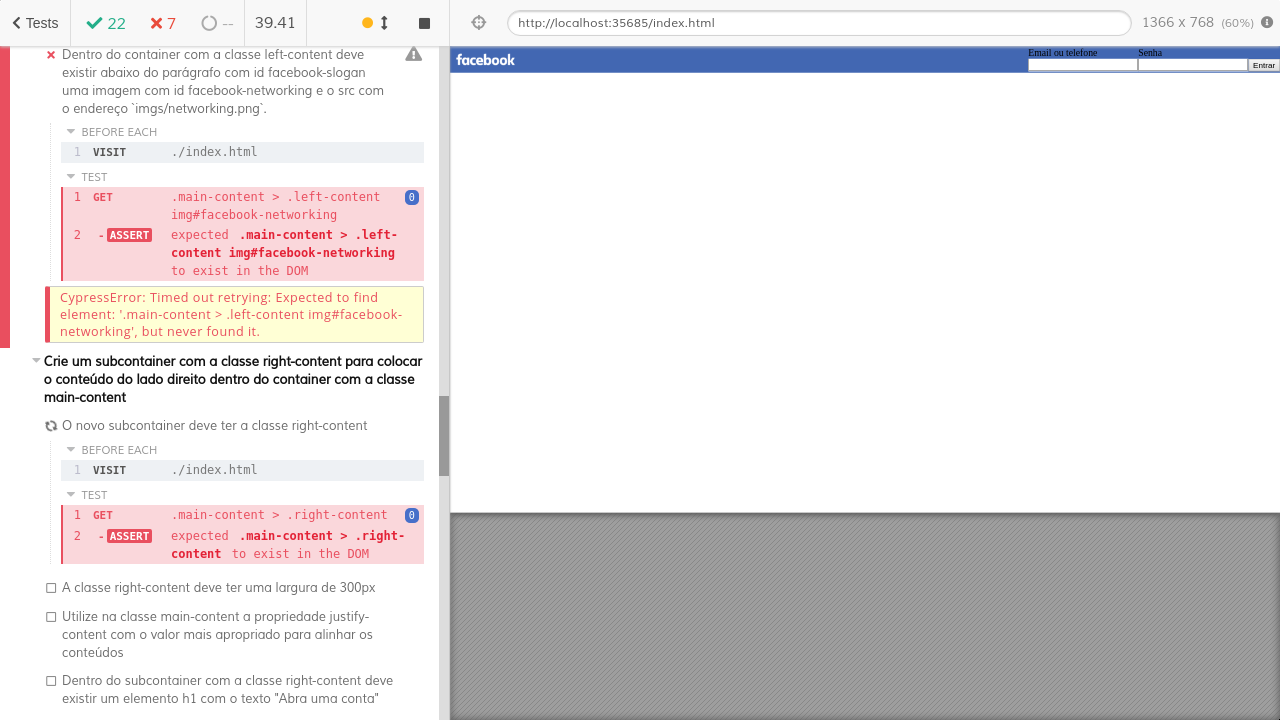 Tests
22
7
--
39.41
http://localhost:35685/index.html
1366 x 768 (60%)
Dentro do container com a classe left-content deve
existir abaixo do parágrafo com id facebook-slogan
uma imagem com id facebook-networking e o src com
o endereço `imgs/networking.png`.
BEFORE EACH
1 VISIT ./index.html
TEST
1 GET .main-content > .left-content 0
img#facebook-networking
2 -ASSERT expected .main-content > .left-
content img#facebook-networking
to exist in the DOM
CypressError: Timed out retrying: Expected to find
element: '.main-content > .left-content img#facebook-
networking', but never found it.
Crie um subcontainer com a classe right-content para colocar
o conteúdo do lado direito dentro do container com a classe
main-content
O novo subcontainer deve ter a classe right-content
BEFORE EACH
1 VISIT ./index.html
TEST
1 GET .main-content > .right-content 0
2 -ASSERT expected .main-content > .right-
content to exist in the DOM
A classe right-content deve ter uma largura de 300px
Utilize na classe main-content a propriedade justify-
content com o valor mais apropriado para alinhar os
conteúdos
Dentro do subcontainer com a classe right-content deve
existir um elemento h1 com o texto "Abra uma conta"
facebook
Email ou telefone
Senha
Entrar